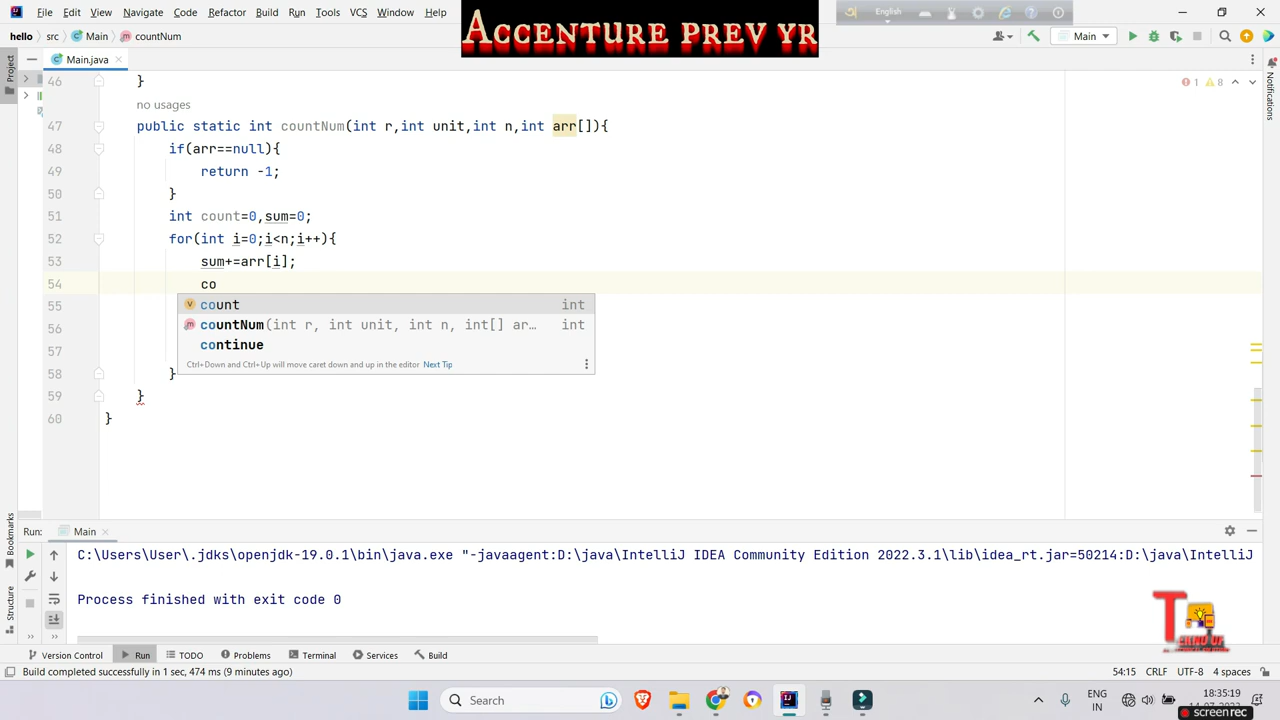 File Edit View Navigate Code Refactor Build Run Tools VCS Window Help
Accenture prev yr
English
hello src Main countNum
Main
Main.java
Project
Notifications
1 8
46 }
no usages
47 public static int countNum(int r,int unit,int n,int arr[]){
48 if(arr==null){
49 return -1;
50 }
51 int count=0,sum=0;
52 for(int i=0;i<n;i++){
53 sum+=arr[i];
54 co
55
56
57
58 }
59 }
60 }
count int
countNum(int r, int unit, int n, int[] ar… int
continue
Ctrl+Down and Ctrl+Up will move caret down and up in the editor Next Tip
Bookmarks
Structure
Run: Main
C:\Users\User\.jdks\openjdk-19.0.1\bin\java.exe "-javaagent:D:\java\IntelliJ IDEA Community Edition 2022.3.1\lib\idea_rt.jar=50214:D:\java\IntelliJ
Process finished with exit code 0
Version Control Run TODO Problems Terminal Services Build
Build completed successfully in 1 sec, 474 ms (9 minutes ago)
54:15 CRLF UTF-8 4 spaces
Search
ENG
IN
18:35:19
screenrec